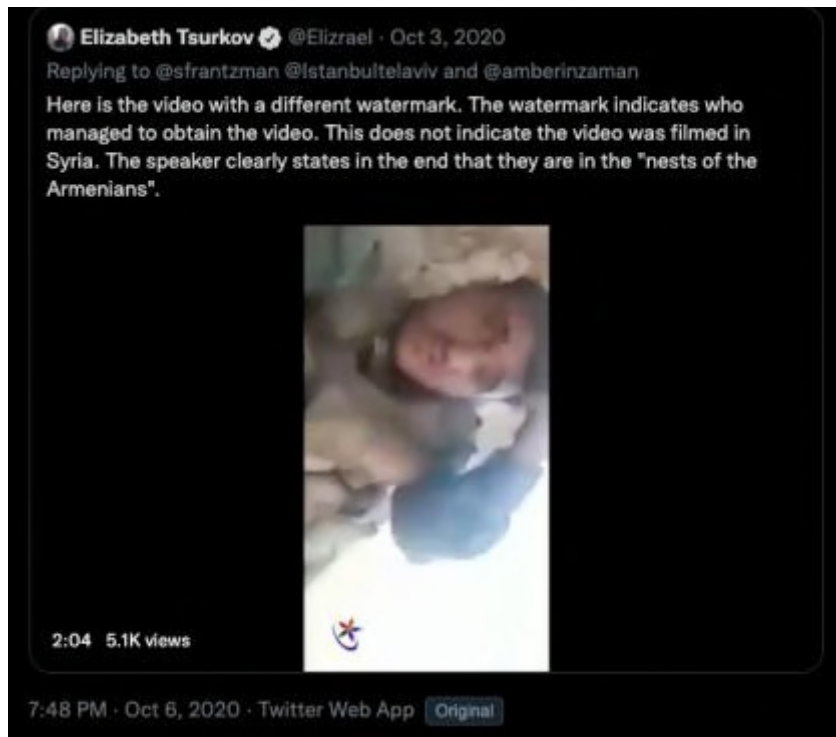 Elizabeth Tsurkov @Elizrael · Oct 3, 2020
Replying to @sfrantzman @Istanbultelaviv and @amberinzaman
Here is the video with a different watermark. The watermark indicates who
managed to obtain the video. This does not indicate the video was filmed in
Syria. The speaker clearly states in the end that they are in the "nests of the
Armenians".
2:04 5.1K views
7:48 PM · Oct 6, 2020 · Twitter Web App Original